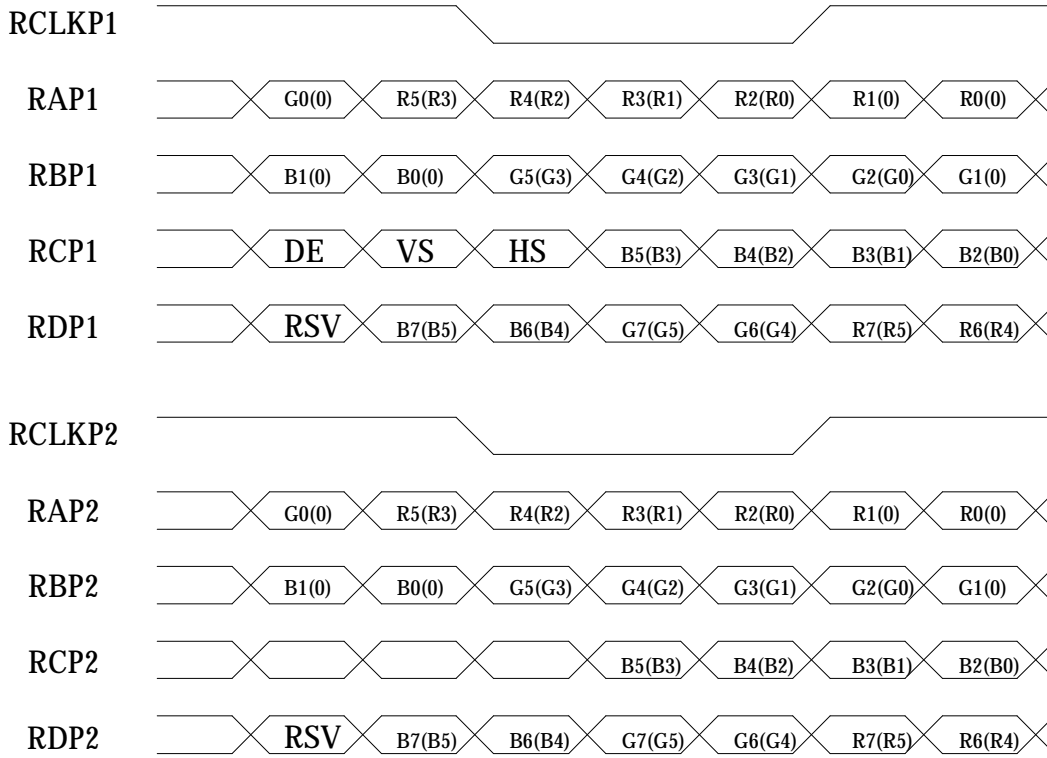 RCLKP1
RAP1 G0(0) R5(R3) R4(R2) R3(R1) R2(R0) R1(0) R0(0)
RBP1 B1(0) B0(0) G5(G3) G4(G2) G3(G1) G2(G0) G1(0)
RCP1 DE VS HS B5(B3) B4(B2) B3(B1) B2(B0)
RDP1 RSV B7(B5) B6(B4) G7(G5) G6(G4) R7(R5) R6(R4)
RCLKP2
RAP2 G0(0) R5(R3) R4(R2) R3(R1) R2(R0) R1(0) R0(0)
RBP2 B1(0) B0(0) G5(G3) G4(G2) G3(G1) G2(G0) G1(0)
RCP2 B5(B3) B4(B2) B3(B1) B2(B0)
RDP2 RSV B7(B5) B6(B4) G7(G5) G6(G4) R7(R5) R6(R4)